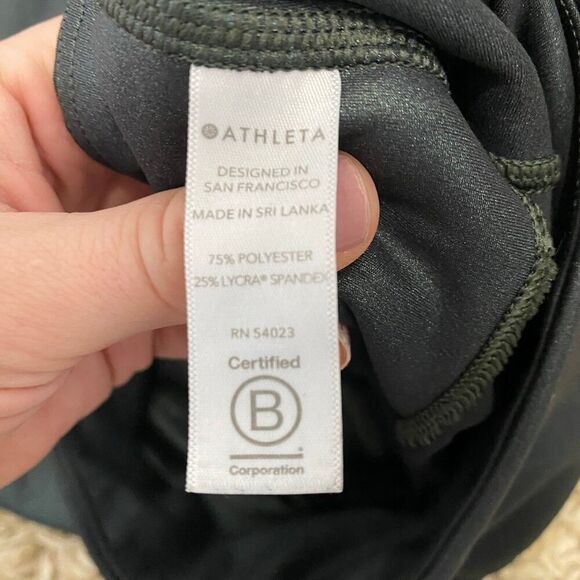 ATHLETA
DESIGNED IN
SAN FRANCISCO
MADE IN SRI LANKA
75% POLYESTER
25% LYCRA® SPANDEX
RN 54023
Certified
B
Corporation